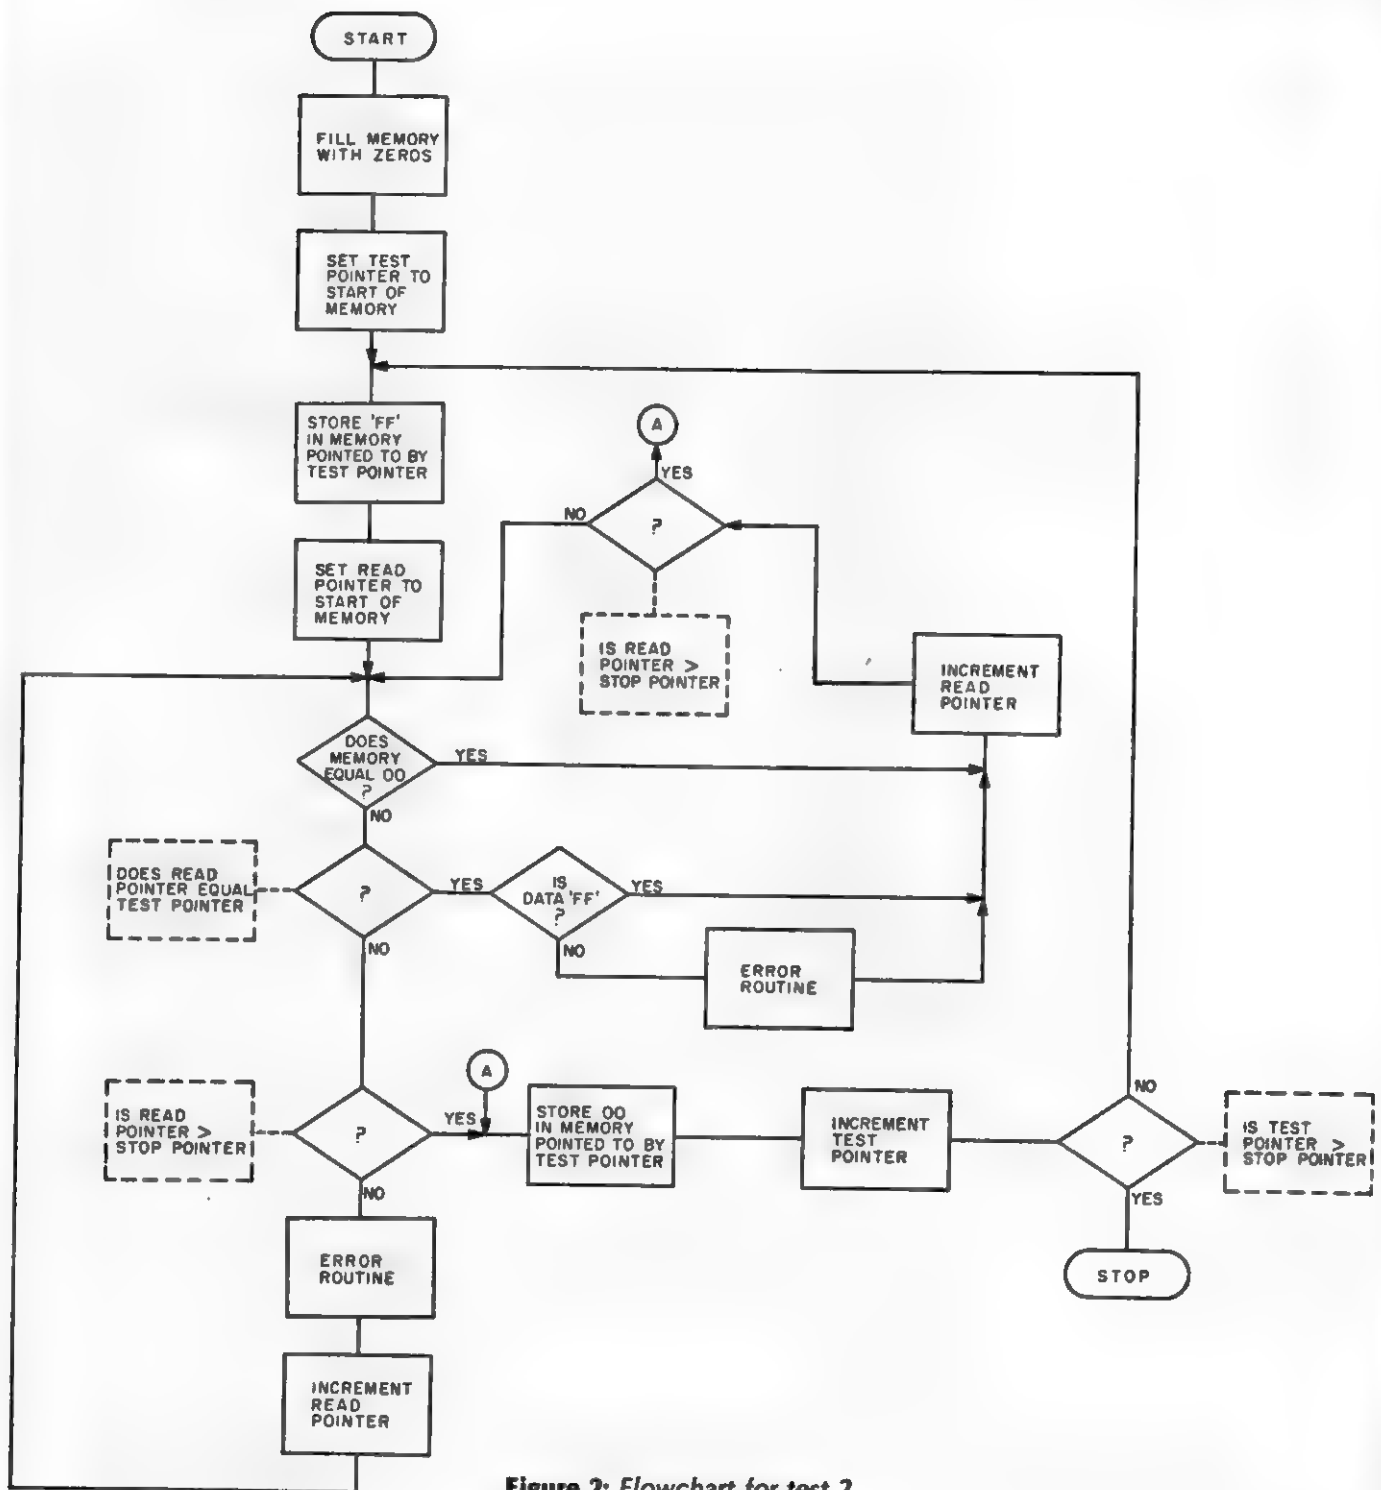 START
FILL MEMORY
WITH ZEROS
SET TEST
POINTER TO
START OF
MEMORY
STORE 'FF'
IN MEMORY
POINTED TO BY
TEST POINTER
SET READ
POINTER TO
START OF
MEMORY
A
YES
NO
?
IS READ
POINTER >
STOP POINTER
INCREMENT
READ
POINTER
DOES
MEMORY
EQUAL 00
?
YES
NO
DOES READ
POINTER EQUAL
TEST POINTER
?
YES
NO
IS
DATA 'FF'
?
YES
NO
ERROR
ROUTINE
IS READ
POINTER >
STOP POINTER
?
YES
NO
A
STORE 00
IN MEMORY
POINTED TO BY
TEST POINTER
INCREMENT
TEST
POINTER
NO
?
YES
IS TEST
POINTER >
STOP POINTER
STOP
ERROR
ROUTINE
INCREMENT
READ
POINTER
Figure 2: Flowchart for test 2